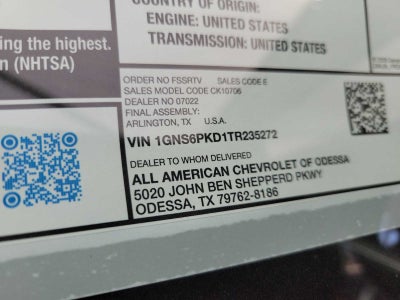 COUNTRY OF ORIGIN:
ENGINE: UNITED STATES
TRANSMISSION: UNITED STATES
ing the highest.
n (NHTSA)
ORDER NO FSSRTV SALES CODE E
SALES MODEL CODE CK10706
DEALER NO 07022
FINAL ASSEMBLY:
ARLINGTON, TX U.S.A.
VIN 1GNS6PKD1TR235272
DEALER TO WHOM DELIVERED
ALL AMERICAN CHEVROLET OF ODESSA
5020 JOHN BEN SHEPPERD PKWY
ODESSA, TX 79762-8186